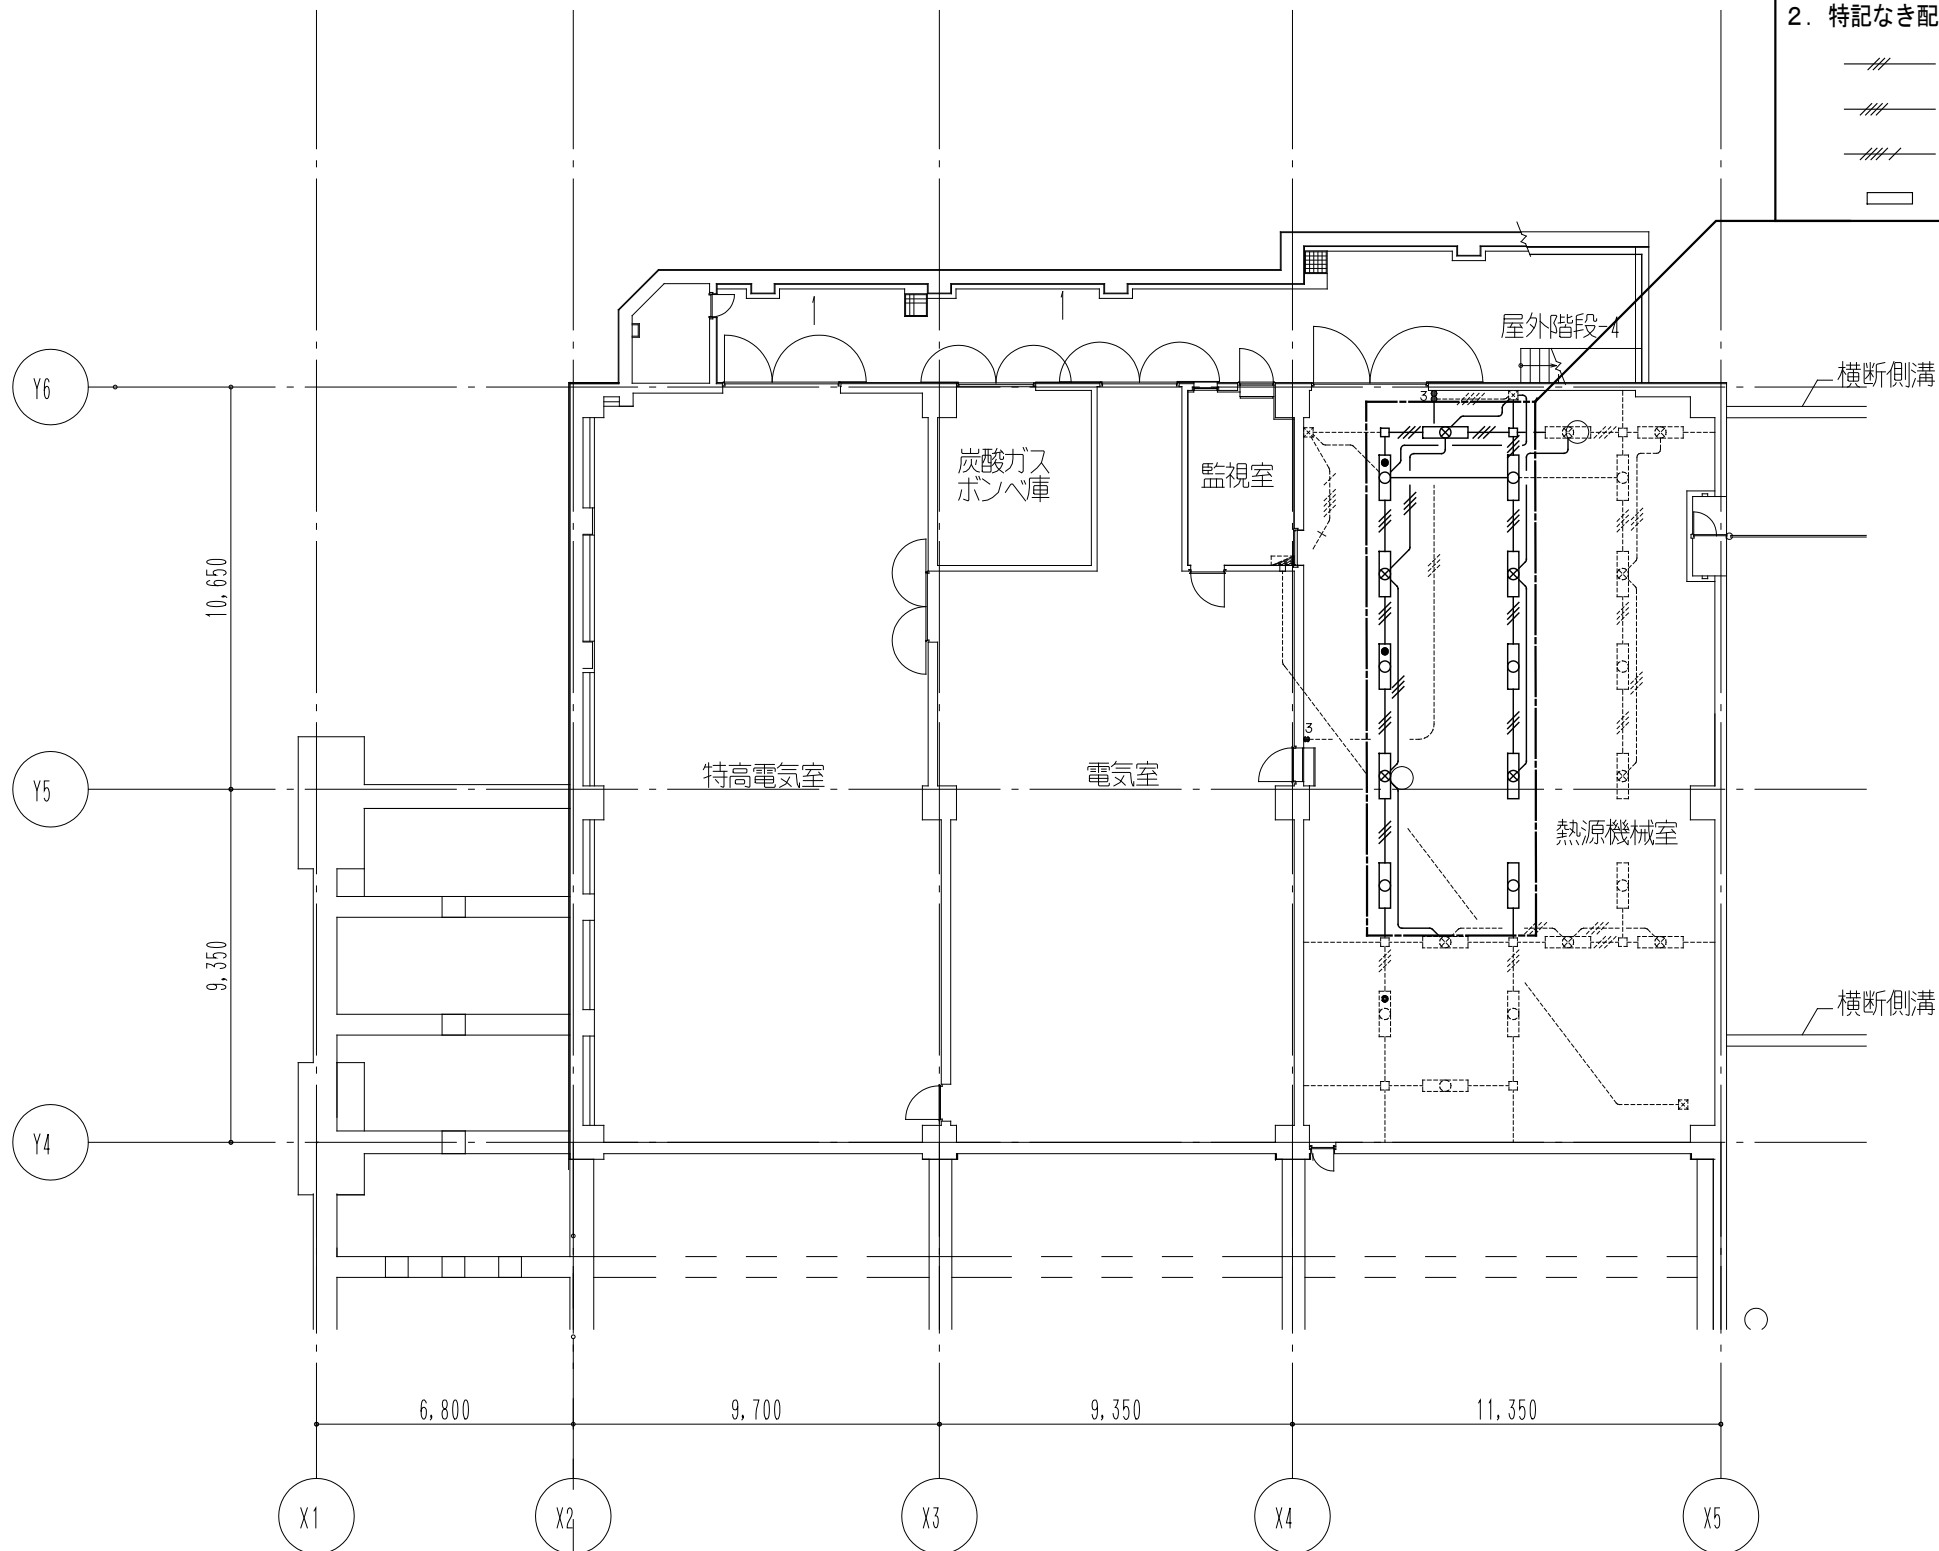 2. 特記なき配
屋外階段-4
Y6
横断側溝
3
炭酸ガス
ボンベ庫
監視室
10,650
3
Y5
特高電気室
電気室
熱源機械室
9,350
横断側溝
Y4
6,800
9,700
9,350
11,350
X1
X2
X3
X4
X5